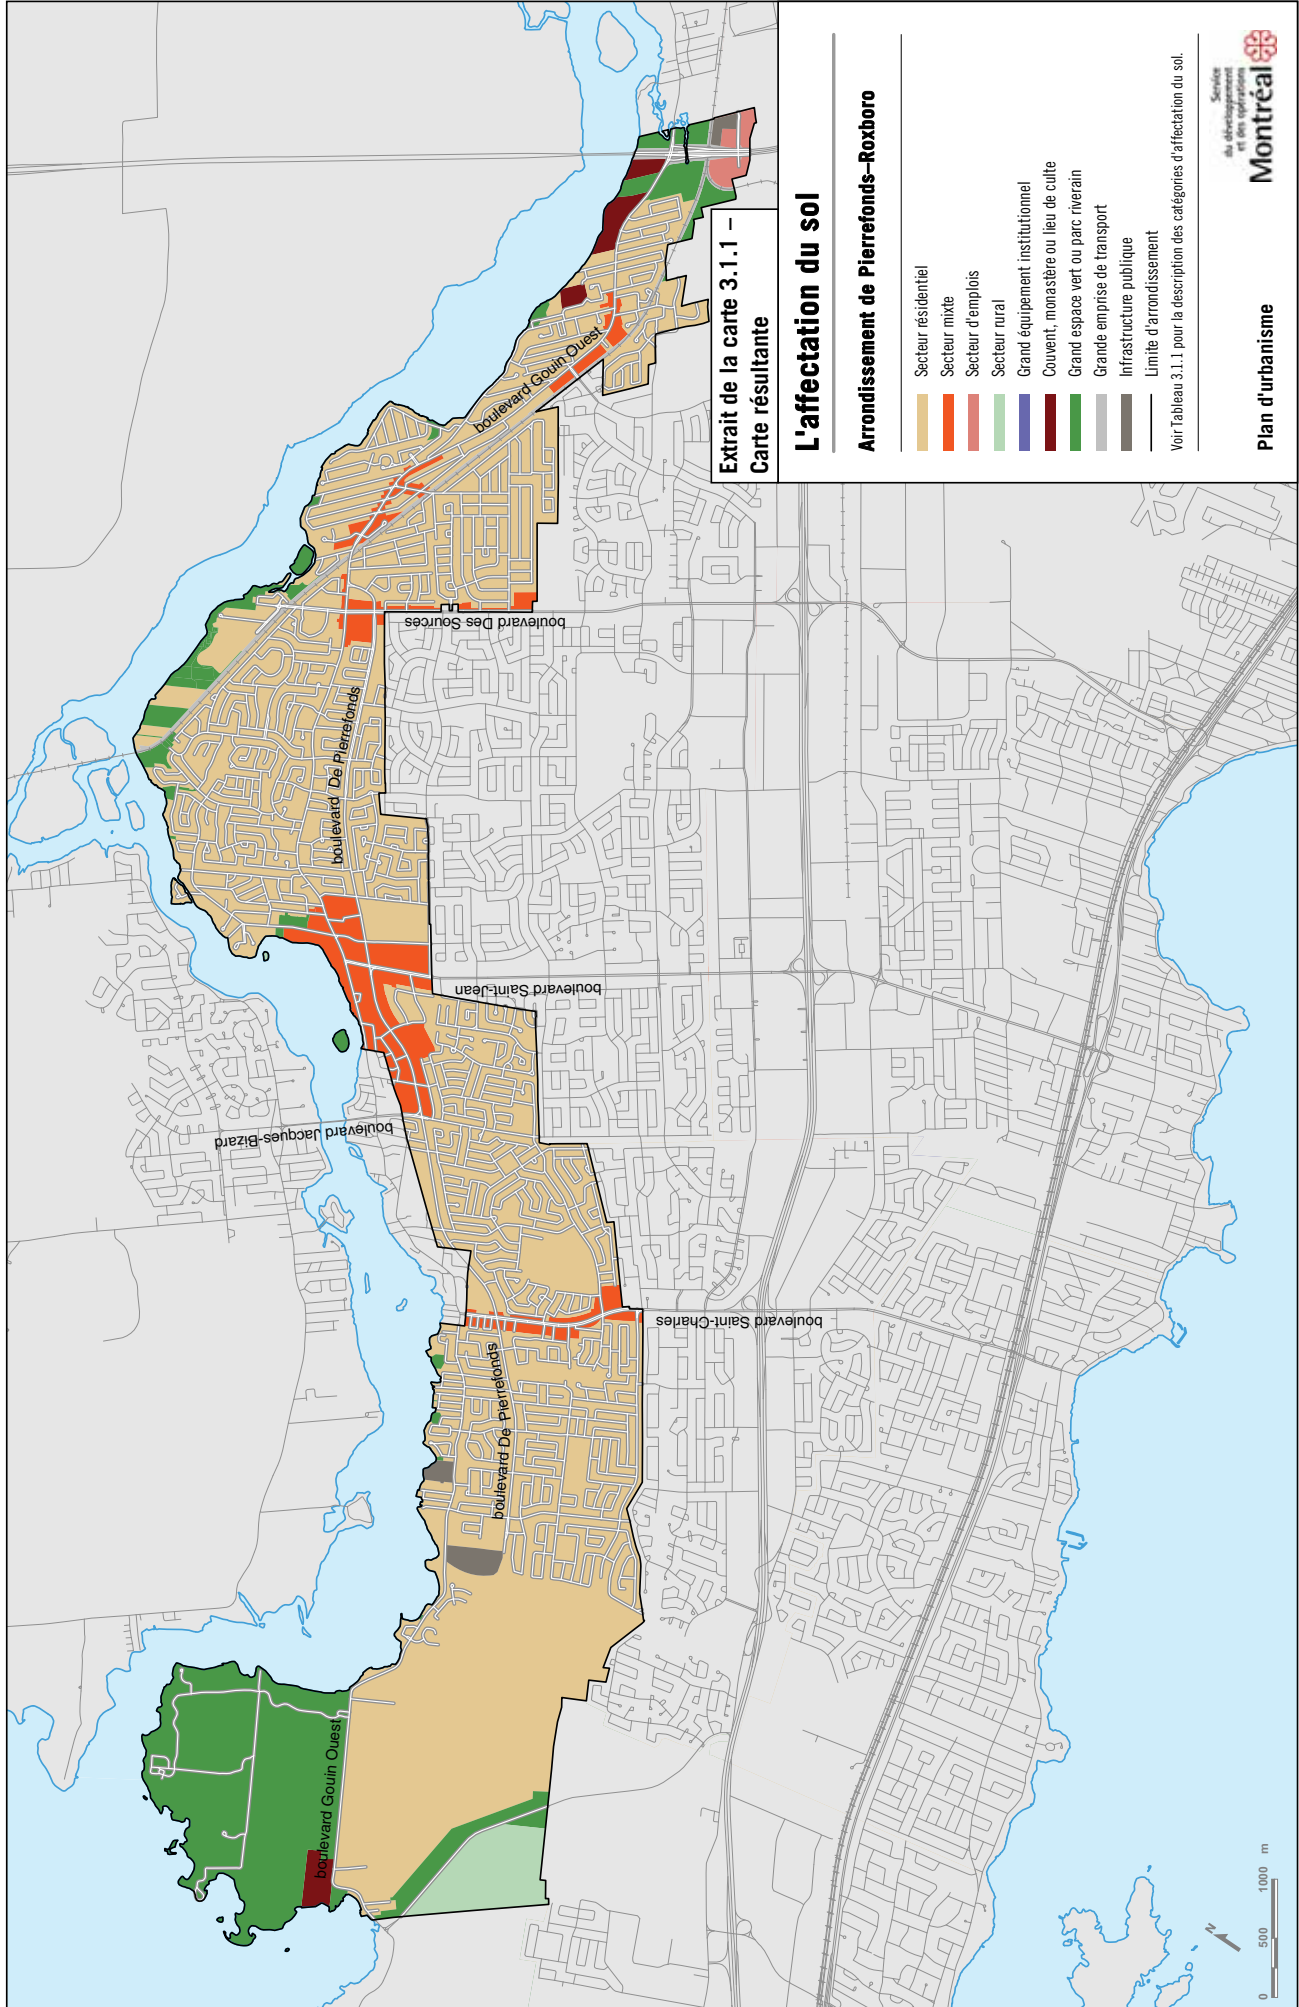 Extrait de la carte 3.1.1 –
Carte résultante
L'affectation du sol
Arrondissement de Pierrefonds–Roxboro
Secteur résidentiel
Secteur mixte
Secteur d'emplois
Secteur rural
Grand équipement institutionnel
Couvent, monastère ou lieu de culte
Grand espace vert ou parc riverain
Grande emprise de transport
Infrastructure publique
Limite d'arrondissement
Voir Tableau 3.1.1 pour la description des catégories d'affectation du sol.
Plan d'urbanisme
Service
du développement
et des opérations
Montréal
boulevard Gouin Ouest
boulevard De Pierrefonds
boulevard Saint-Charles
boulevard Jacques-Bizard
boulevard Saint-Jean
boulevard De Pierrefonds
boulevard Des Sources
boulevard Gouin Ouest
N
0 500 1000 m